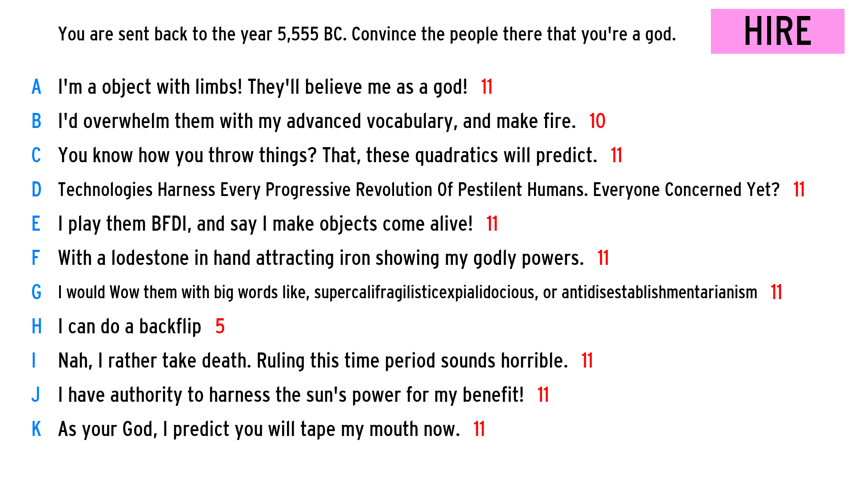 You are sent back to the year 5,555 BC. Convince the people there that you're a god.
HIRE
A I'm a object with limbs! They'll believe me as a god! 11
B I'd overwhelm them with my advanced vocabulary, and make fire. 10
C You know how you throw things? That, these quadratics will predict. 11
D Technologies Harness Every Progressive Revolution Of Pestilent Humans. Everyone Concerned Yet? 11
E I play them BFDI, and say I make objects come alive! 11
F With a lodestone in hand attracting iron showing my godly powers. 11
G I would Wow them with big words like, supercalifragilisticexpialidocious, or antidisestablishmentarianism 11
H I can do a backflip 5
I Nah, I rather take death. Ruling this time period sounds horrible. 11
J I have authority to harness the sun's power for my benefit! 11
K As your God, I predict you will tape my mouth now. 11